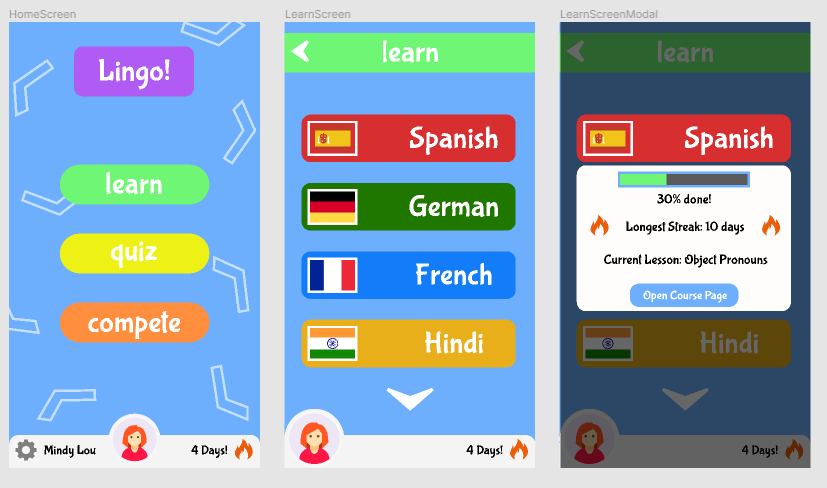 HomeScreen
Lingo!
learn
quiz
compete
Mindy Lou
4 Days!
LearnScreen
learn
Spanish
German
French
Hindi
4 Days!
LearnScreenModal
learn
Spanish
30% done!
Longest Streak: 10 days
Current Lesson: Object Pronouns
Open Course Page
Hindi
4 Days!